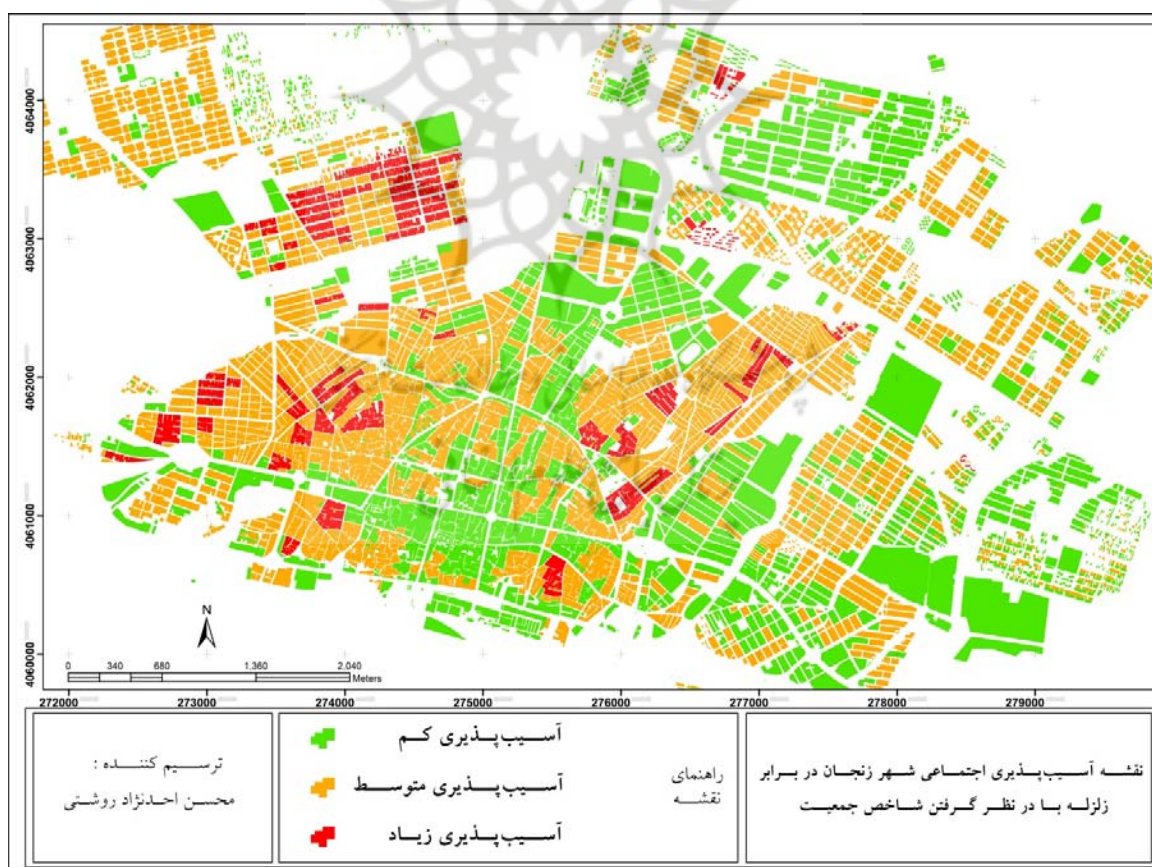 4064000
4063000
4062000
4061000
4060000
N
0 340 680 1,360 2,040
Meters
272000 273000 274000 275000 276000 277000 278000 279000
نقشه آسیب‌پذیری اجتماعی شهر زنجان در برابر
زلزله با در نظر گرفتن شاخص جمعیت
راهنمای
نقشه
آسیب‌پذیری کم
آسیب‌پذیری متوسط
آسیب‌پذیری زیاد
ترسیم کننده :
محسن احدنژاد روشتی